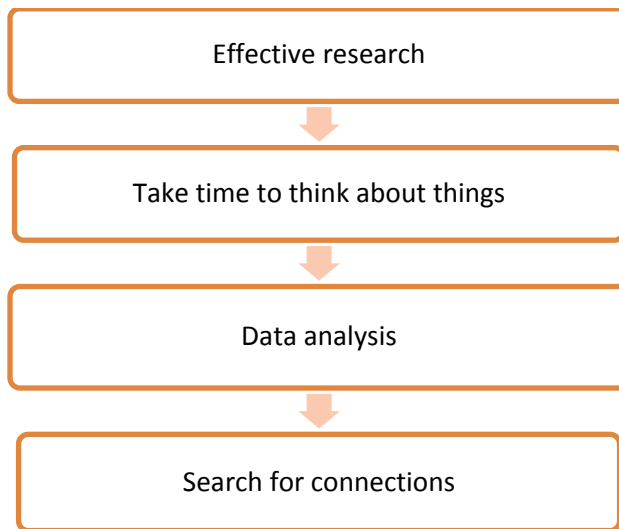 Effective research
Take time to think about things
Data analysis
Search for connections